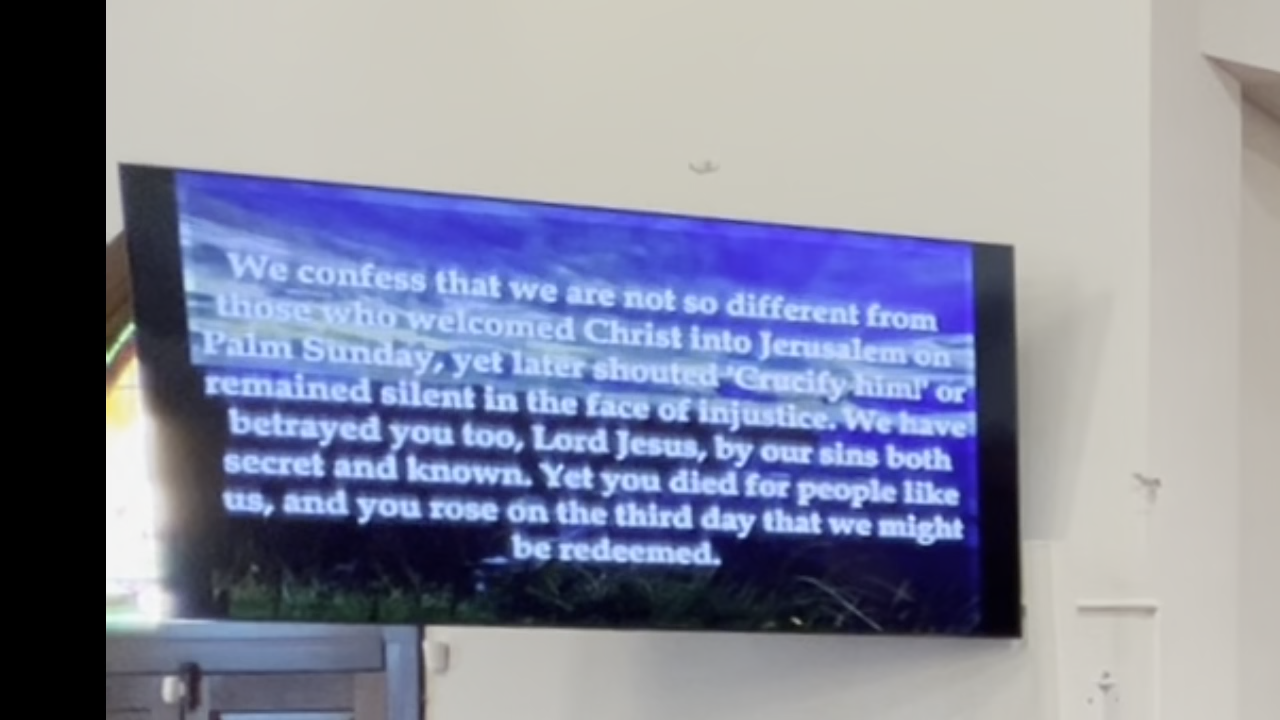 We confess that we are not so different from
those who welcomed Christ into Jerusalem on
Palm Sunday, yet later shouted 'Crucify him!' or
remained silent in the face of injustice. We have
betrayed you too, Lord Jesus, by our sins both
secret and known. Yet you died for people like
us, and you rose on the third day that we might
be redeemed.